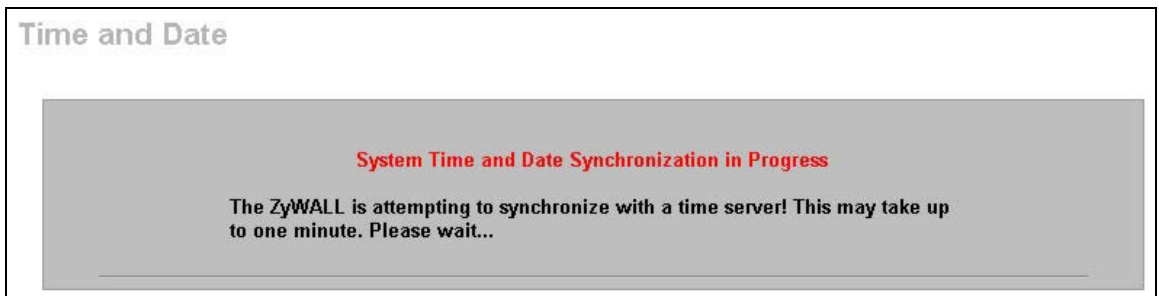 Time and Date
System Time and Date Synchronization in Progress
The ZyWALL is attempting to synchronize with a time server! This may take up
to one minute. Please wait...